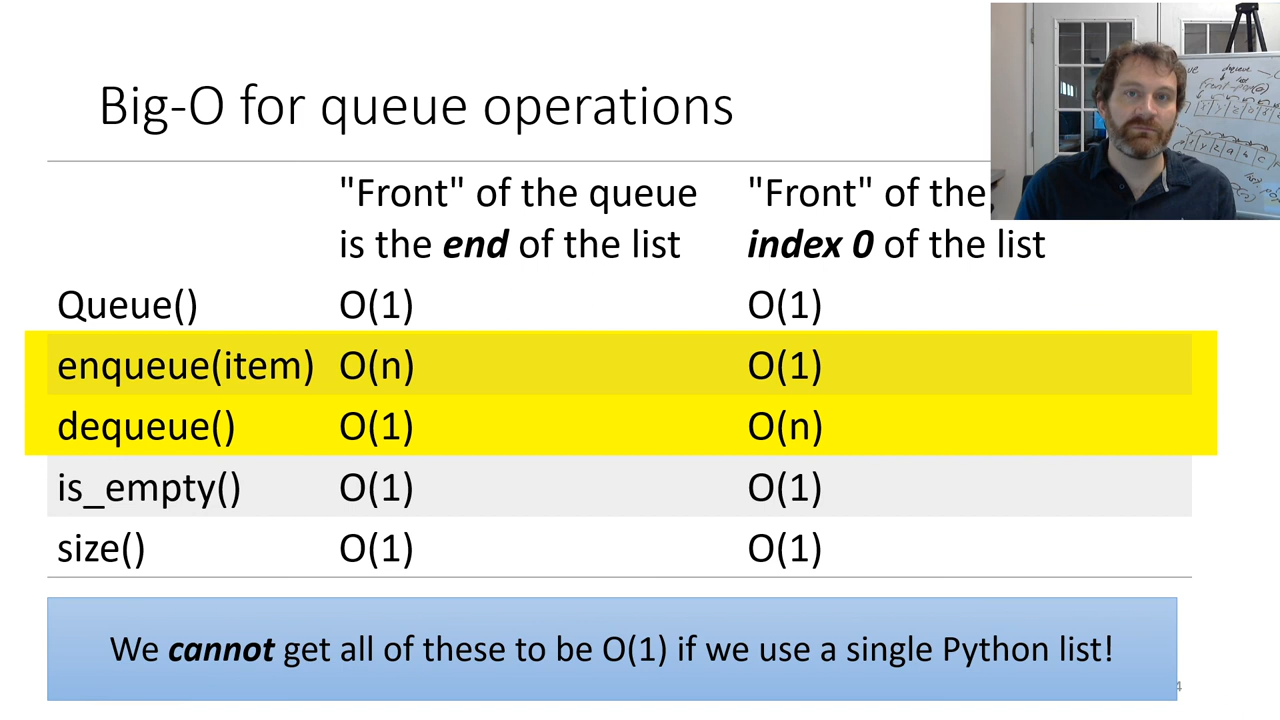 Big-O for queue operations
"Front" of the queue
is the end of the list
"Front" of the
index 0 of the list
Queue() O(1) O(1)
enqueue(item) O(n) O(1)
dequeue() O(1) O(n)
is_empty() O(1) O(1)
size() O(1) O(1)
We cannot get all of these to be O(1) if we use a single Python list!
4
dequeue